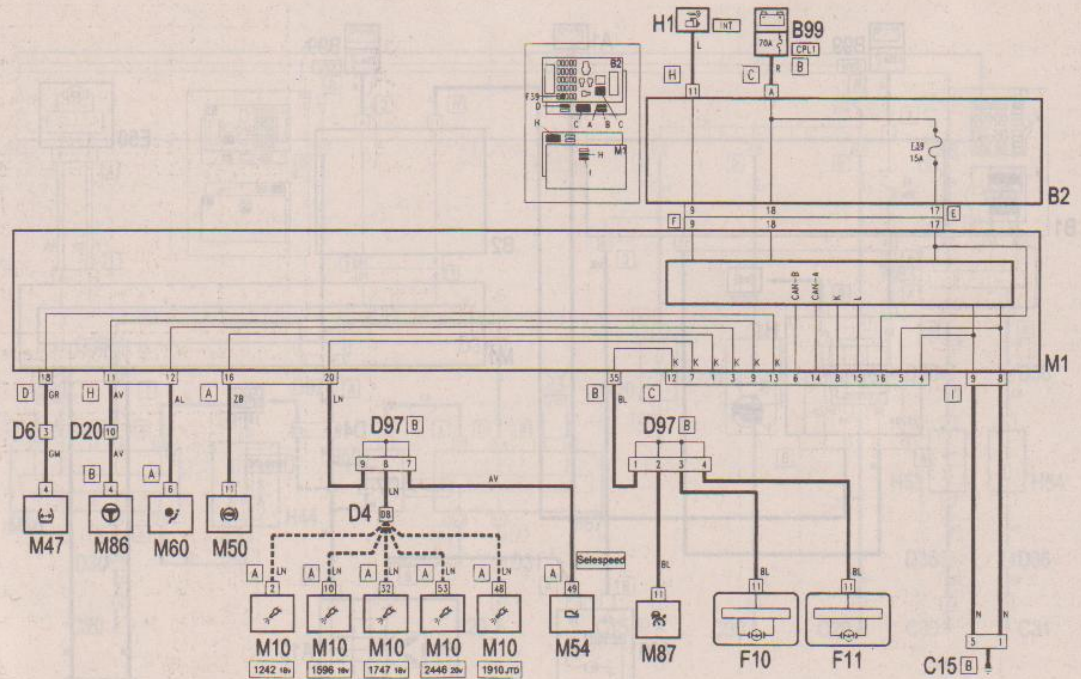 H1 INT B99
70A CPL1
L R B
H C
11 A
B2
F39
D
C A B C
H M1
H
I
F39
15A
B2
9 18 17 E
F 9 18 17
CAN-B CAN-A K L
M1
K K K K K K
18 11 12 16 20 35 12 7 1 3 9 13 6 14 8 15 16 5 4 9 8
D H A B C I
GR AV AL ZB LN BL
D97 B D97 B
D6 3 D20 10
9 8 7 1 2 3 4
GM AV LN AV
B A
D4 DB
4 4 6 11
M47 M86 M60 M50
Selespeed
LN LN LN LN LN
A A A A A A
2 10 32 53 48 49
BL BL BL N N
11 11 11
5 1
M10 M10 M10 M10 M10 M54 M87 F10 F11 C15 B
1242 16v 1596 16v 1747 16v 2446 20v 1910 JTD